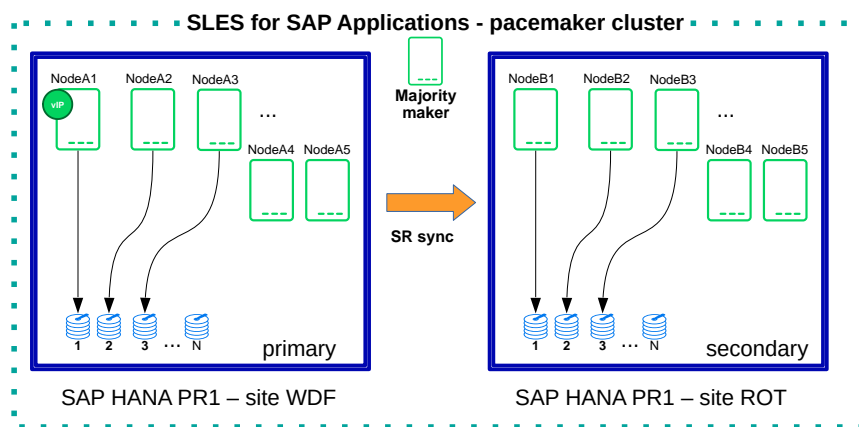 SLES for SAP Applications - pacemaker cluster
NodeA1
NodeA2
NodeA3
vIP
...
NodeA4
NodeA5
1
2
3
...
N
primary
SAP HANA PR1 – site WDF
Majority
maker
SR sync
NodeB1
NodeB2
NodeB3
...
NodeB4
NodeB5
1
2
3
...
N
secondary
SAP HANA PR1 – site ROT